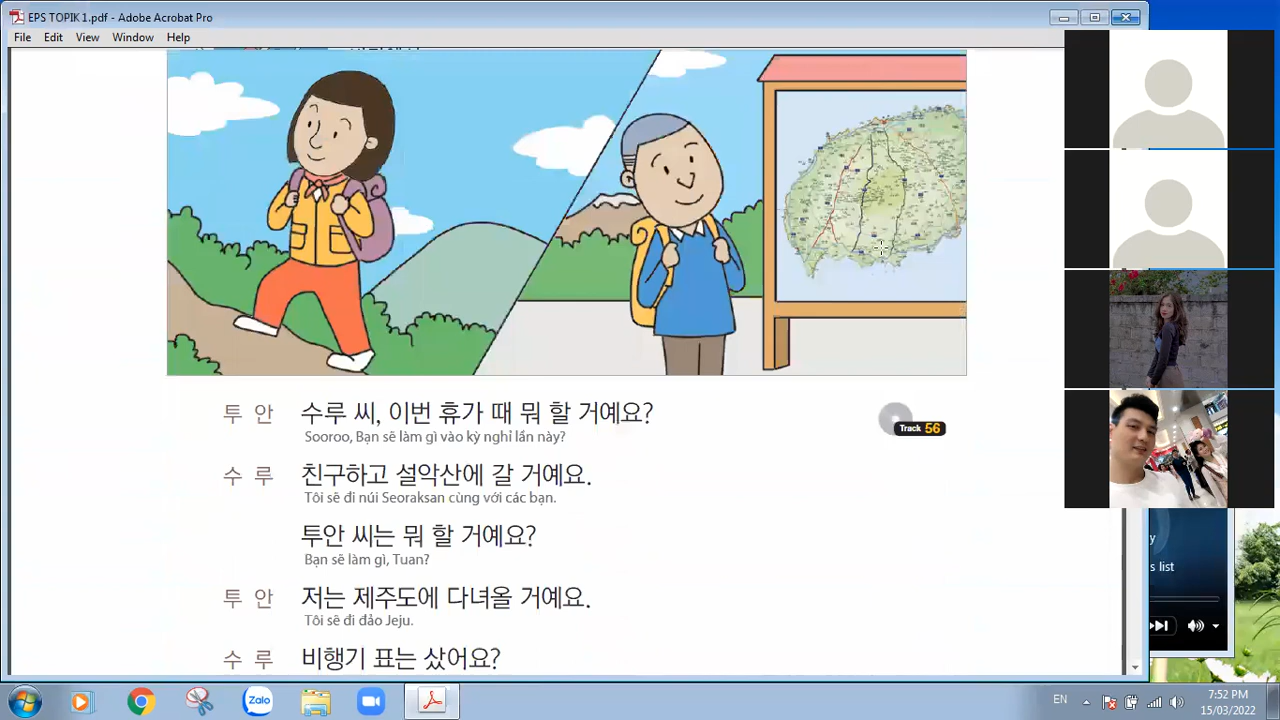 EPS TOPIK 1.pdf - Adobe Acrobat Pro
File Edit View Window Help
투 안 수루 씨, 이번 휴가 때 뭐 할 거예요?
Sooroo, Bạn sẽ làm gì vào kỳ nghỉ lần này?
Track 56
수 루 친구하고 설악산에 갈 거예요.
Tôi sẽ đi núi Seoraksan cùng với các bạn.
투안 씨는 뭐 할 거예요?
Bạn sẽ làm gì, Tuan?
투 안 저는 제주도에 다녀올 거예요.
Tôi sẽ đi đảo Jeju.
수 루 비행기 표는 샀어요?
y
s list
Zalo
EN
7:52 PM
15/03/2022